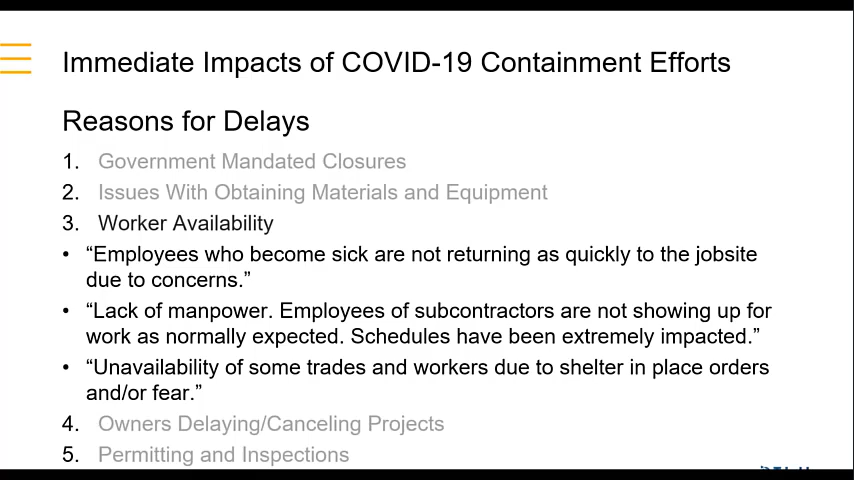 Immediate Impacts of COVID-19 Containment Efforts
Reasons for Delays
1. Government Mandated Closures
2. Issues With Obtaining Materials and Equipment
3. Worker Availability
• “Employees who become sick are not returning as quickly to the jobsite
due to concerns.”
• “Lack of manpower. Employees of subcontractors are not showing up for
work as normally expected. Schedules have been extremely impacted.”
• “Unavailability of some trades and workers due to shelter in place orders
and/or fear.”
4. Owners Delaying/Canceling Projects
5. Permitting and Inspections